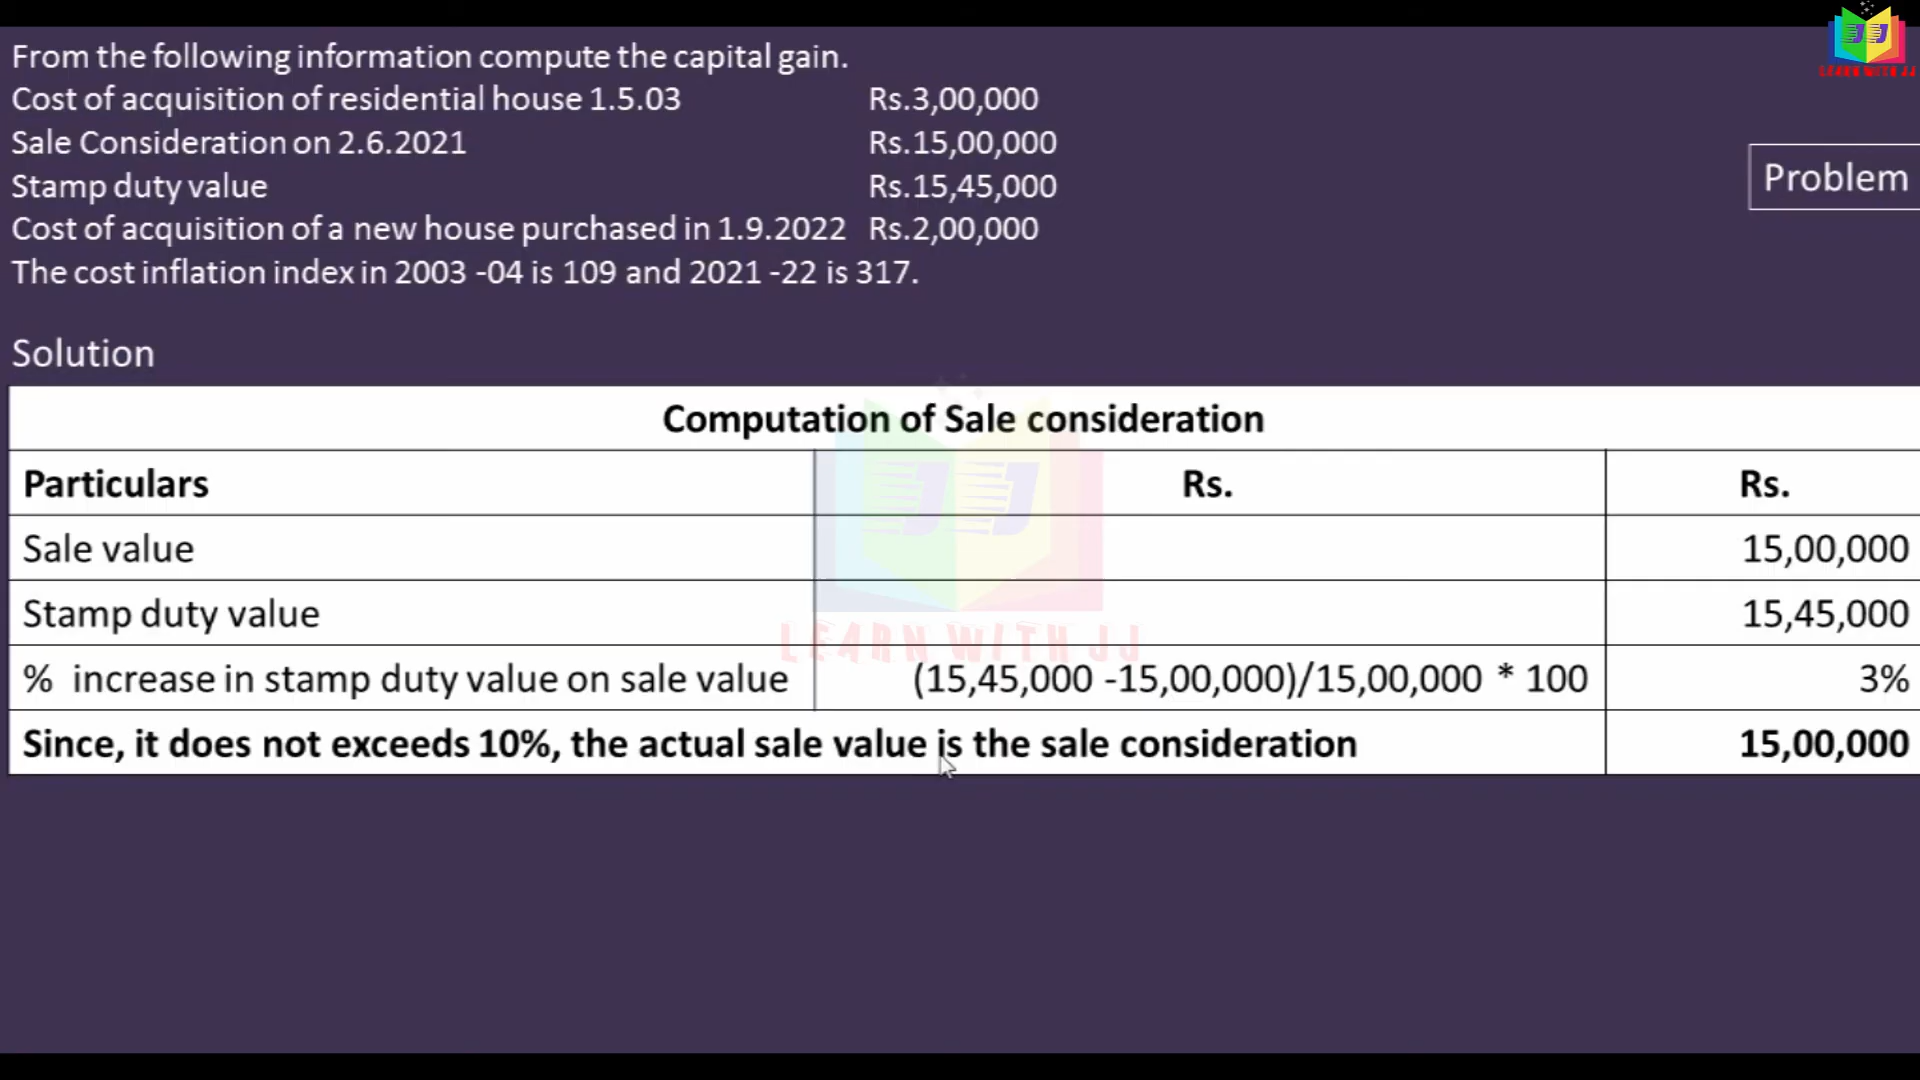 LEARN WITH JJ
From the following information compute the capital gain.
Cost of acquisition of residential house 1.5.03 Rs.3,00,000
Sale Consideration on 2.6.2021 Rs.15,00,000
Problem
Stamp duty value Rs.15,45,000
Cost of acquisition of a new house purchased in 1.9.2022 Rs.2,00,000
The cost inflation index in 2003 -04 is 109 and 2021 -22 is 317.
Solution
Computation of Sale consideration
Particulars Rs. Rs.
Sale value 15,00,000
Stamp duty value 15,45,000
LEARN WITH JJ
% increase in stamp duty value on sale value (15,45,000 -15,00,000)/15,00,000 * 100 3%
Since, it does not exceeds 10%, the actual sale value is the sale consideration 15,00,000